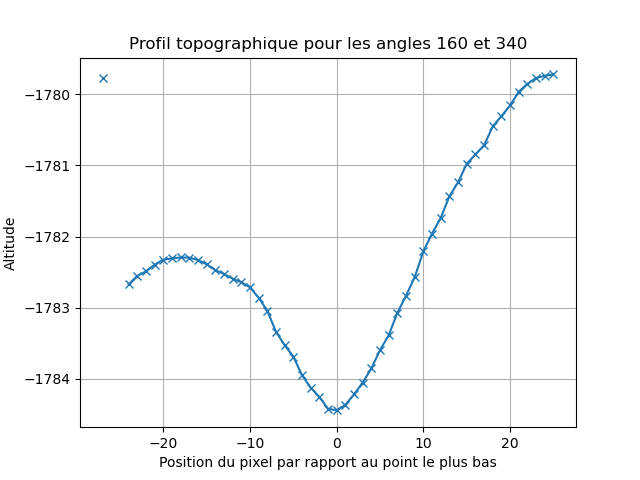 Profil topographique pour les angles 160 et 340
−1780
−1781
−1782
−1783
−1784
Altitude
−20 −10 0 10 20
Position du pixel par rapport au point le plus bas